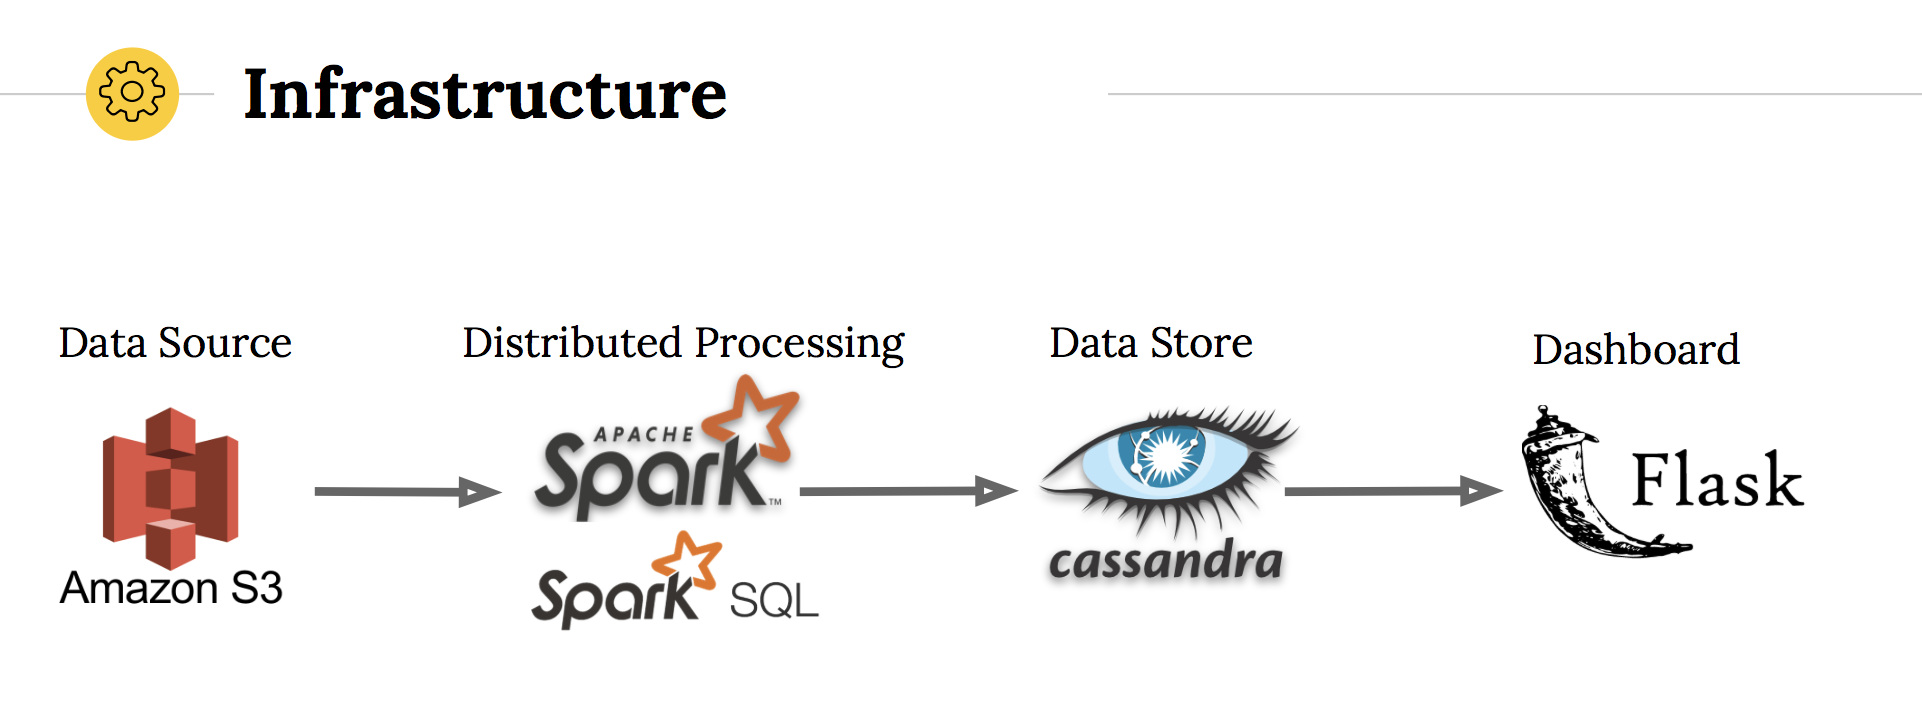 Infrastructure
Data Source
Distributed Processing
Data Store
Dashboard
Amazon S3
APACHE
Spark™
Spark SQL
cassandra
Flask